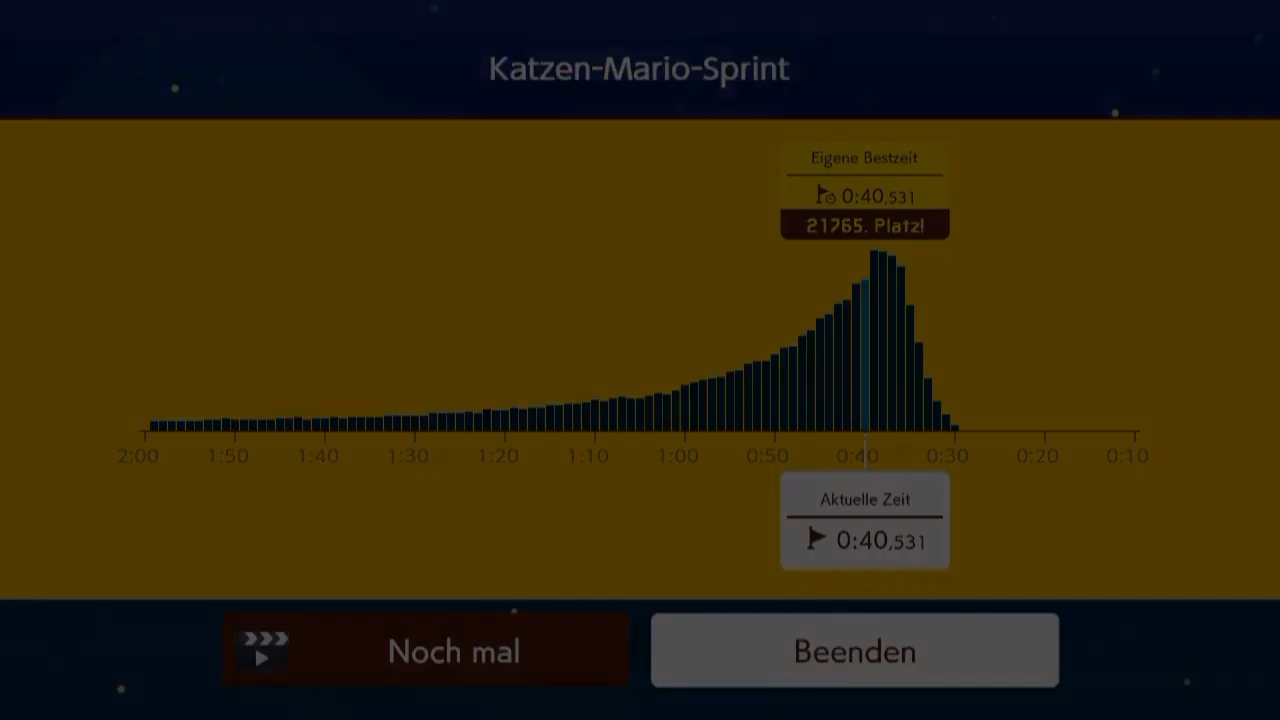 Katzen-Mario-Sprint
Eigene Bestzeit
0:40,531
21765. Platz!
2:00 1:50 1:40 1:30 1:20 1:10 1:00 0:50 0:40 0:30 0:20 0:10
Aktuelle Zeit
0:40,531
Noch mal
Beenden